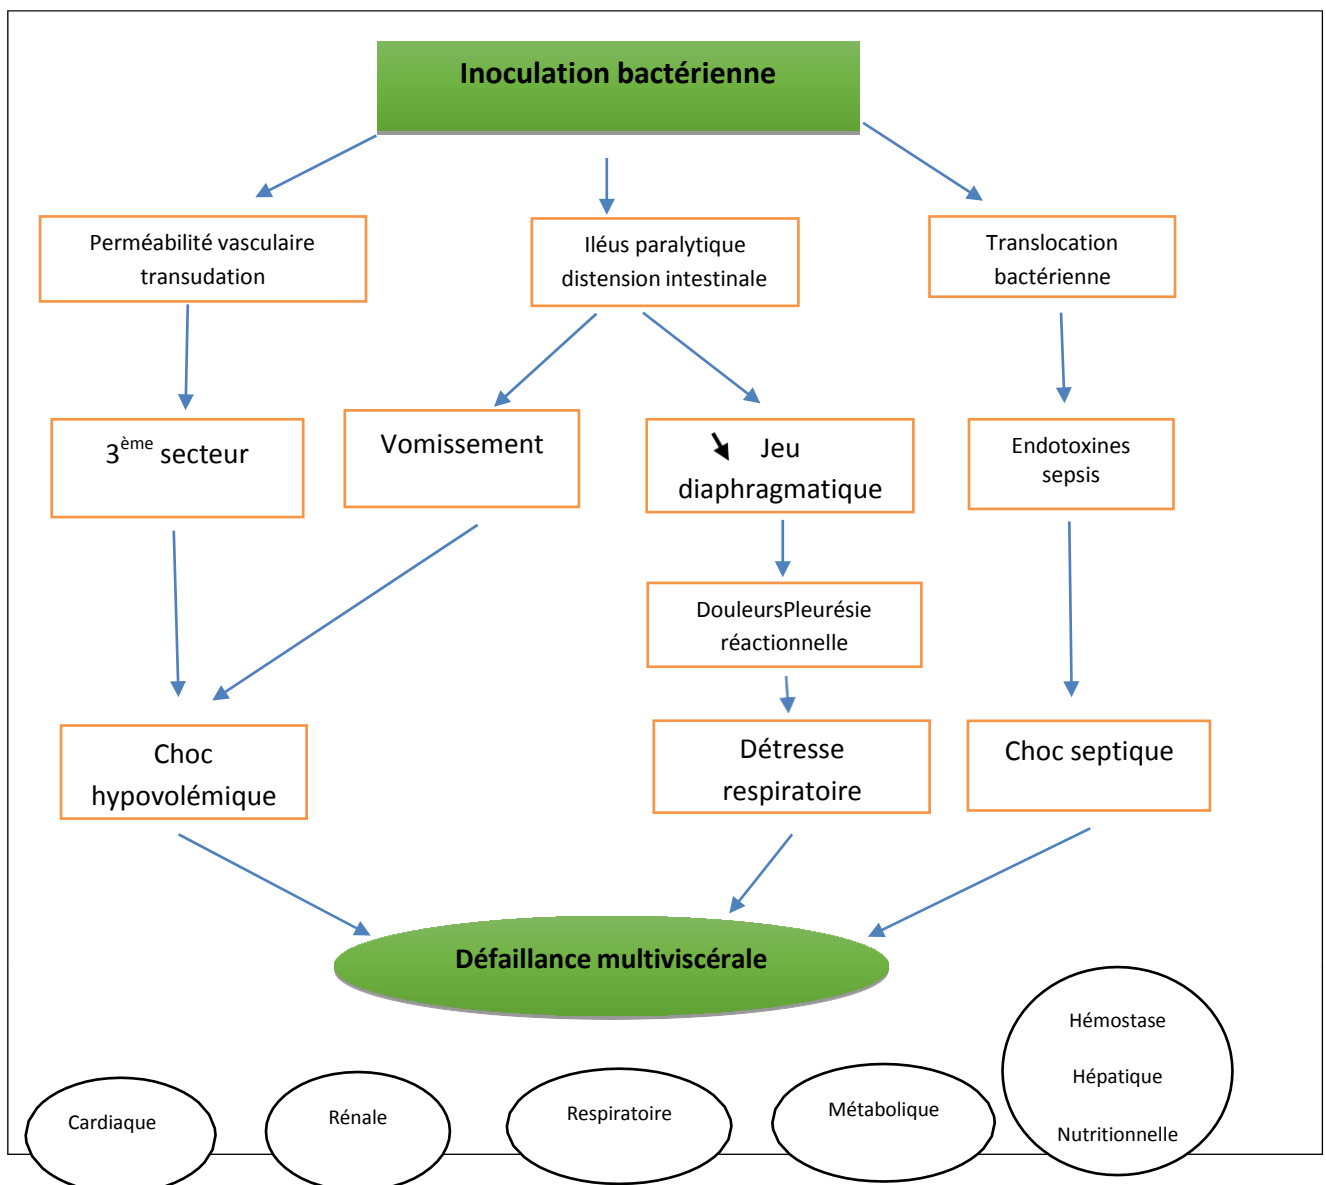 Inoculation bactérienne
Perméabilité vasculaire
transudation
Iléus paralytique
distension intestinale
Translocation
bactérienne
3ème secteur
Vomissement
Jeu
diaphragmatique
Endotoxines
sepsis
DouleursPleurésie
réactionnelle
Choc
hypovolémique
Détresse
respiratoire
Choc septique
Défaillance multiviscérale
Cardiaque
Rénale
Respiratoire
Métabolique
Hémostase
Hépatique
Nutritionnelle